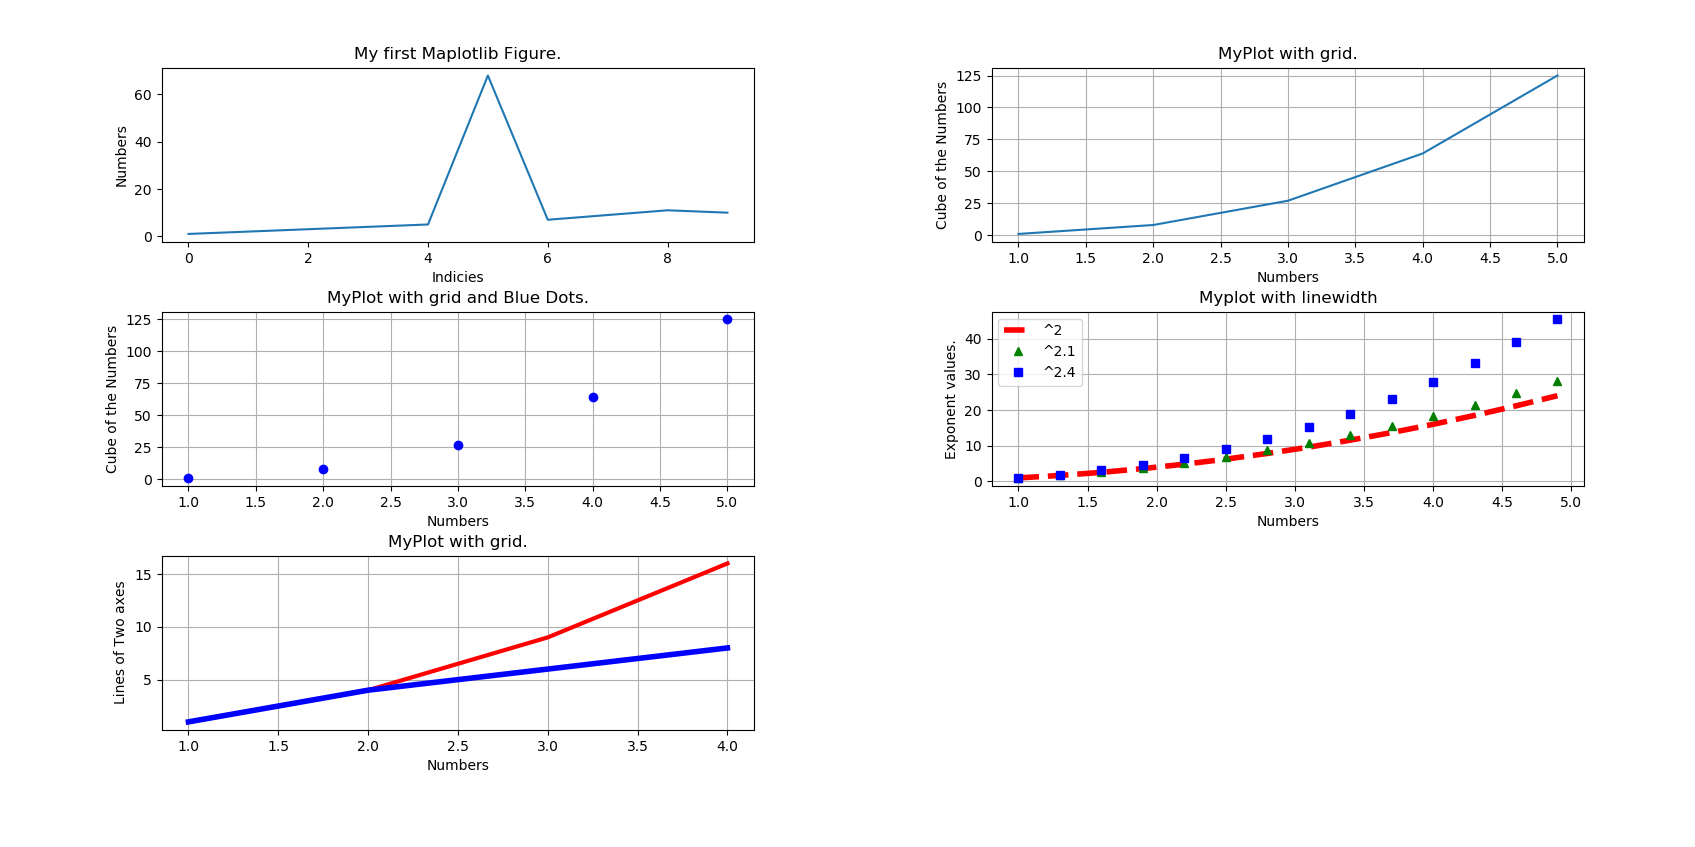 My first Maplotlib Figure.
Numbers
60
40
20
0
0 2 4 6 8
Indicies
MyPlot with grid.
Cube of the Numbers
125
100
75
50
25
0
1.0 1.5 2.0 2.5 3.0 3.5 4.0 4.5 5.0
Numbers
MyPlot with grid and Blue Dots.
Cube of the Numbers
125
100
75
50
25
0
1.0 1.5 2.0 2.5 3.0 3.5 4.0 4.5 5.0
Numbers
Myplot with linewidth
Exponent values.
40
30
20
10
0
^2
^2.1
^2.4
1.0 1.5 2.0 2.5 3.0 3.5 4.0 4.5 5.0
Numbers
MyPlot with grid.
Lines of Two axes
15
10
5
1.0 1.5 2.0 2.5 3.0 3.5 4.0
Numbers